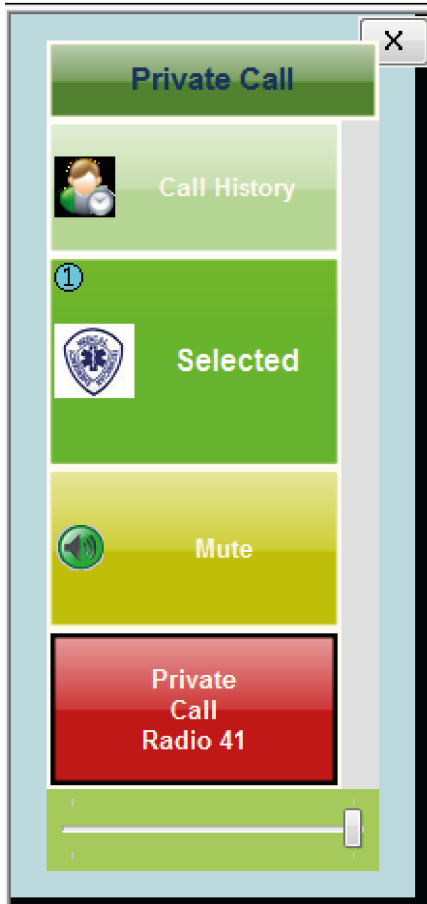 X
Private Call
Call History
1
Selected
Mute
Private
Call
Radio 41